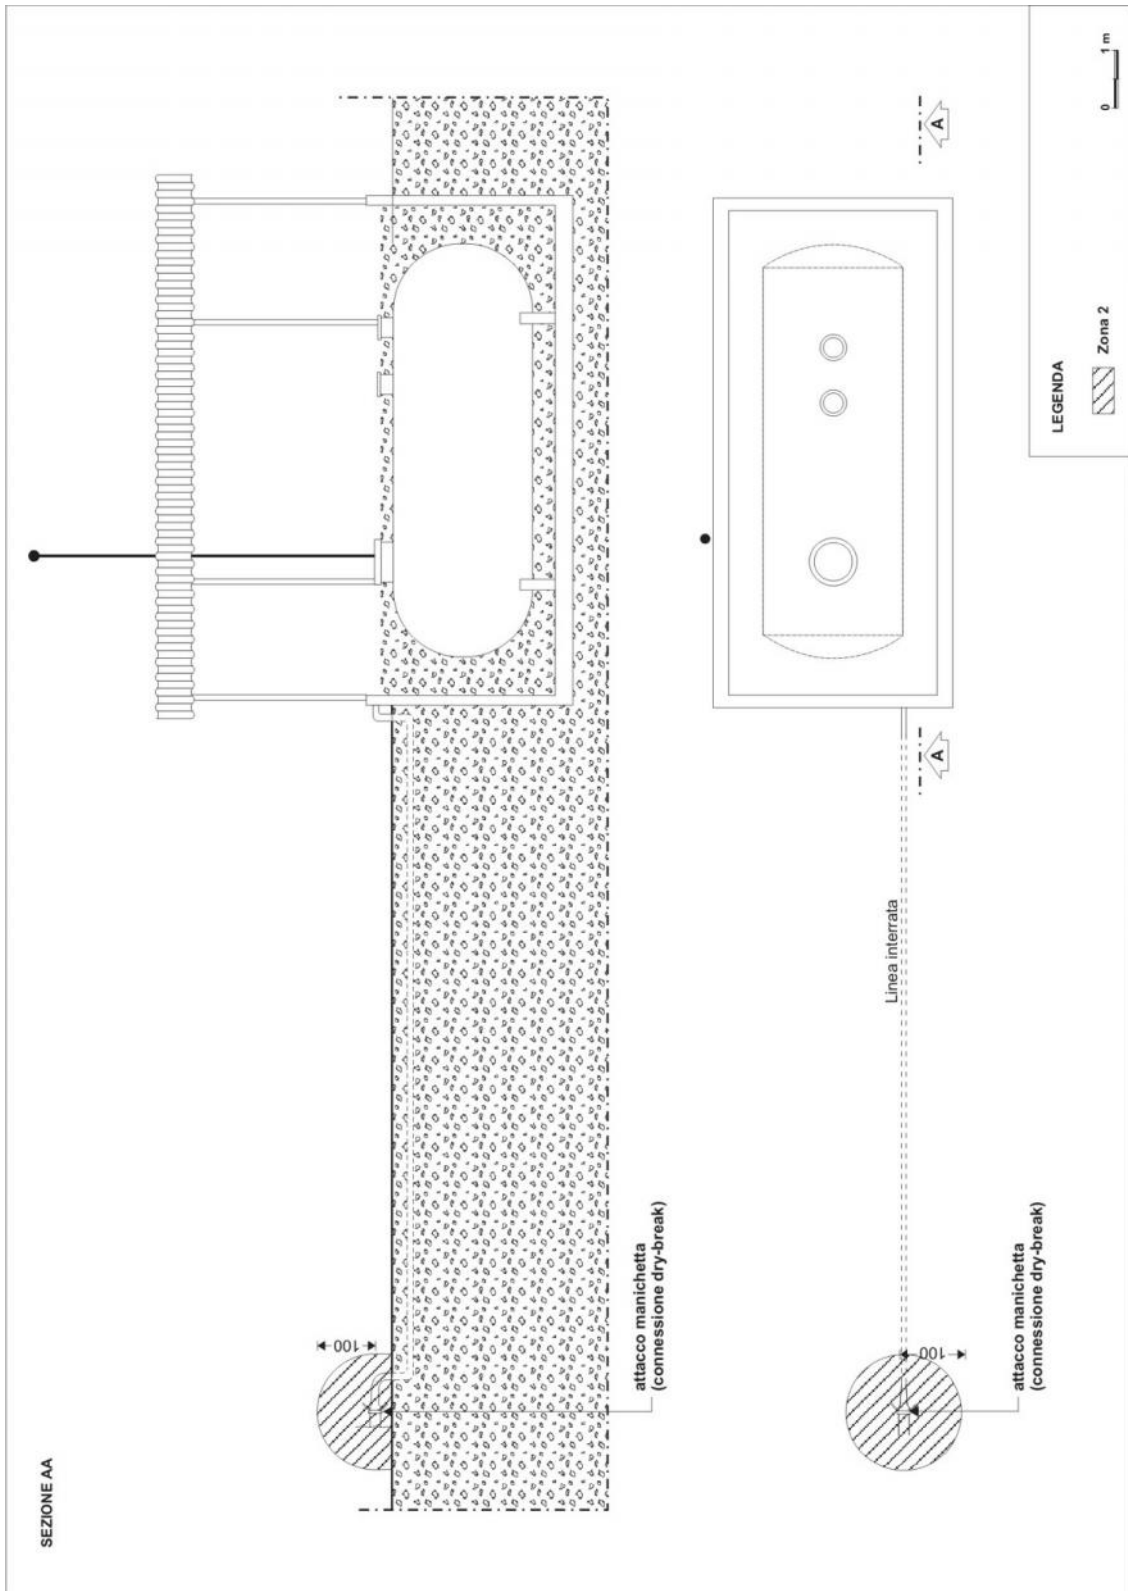 SEZIONE AA
100
attacco manichetta
(connessione dry-break)
A
A
Linea interrata
100
attacco manichetta
(connessione dry-break)
LEGENDA
Zona 2
0 1 m